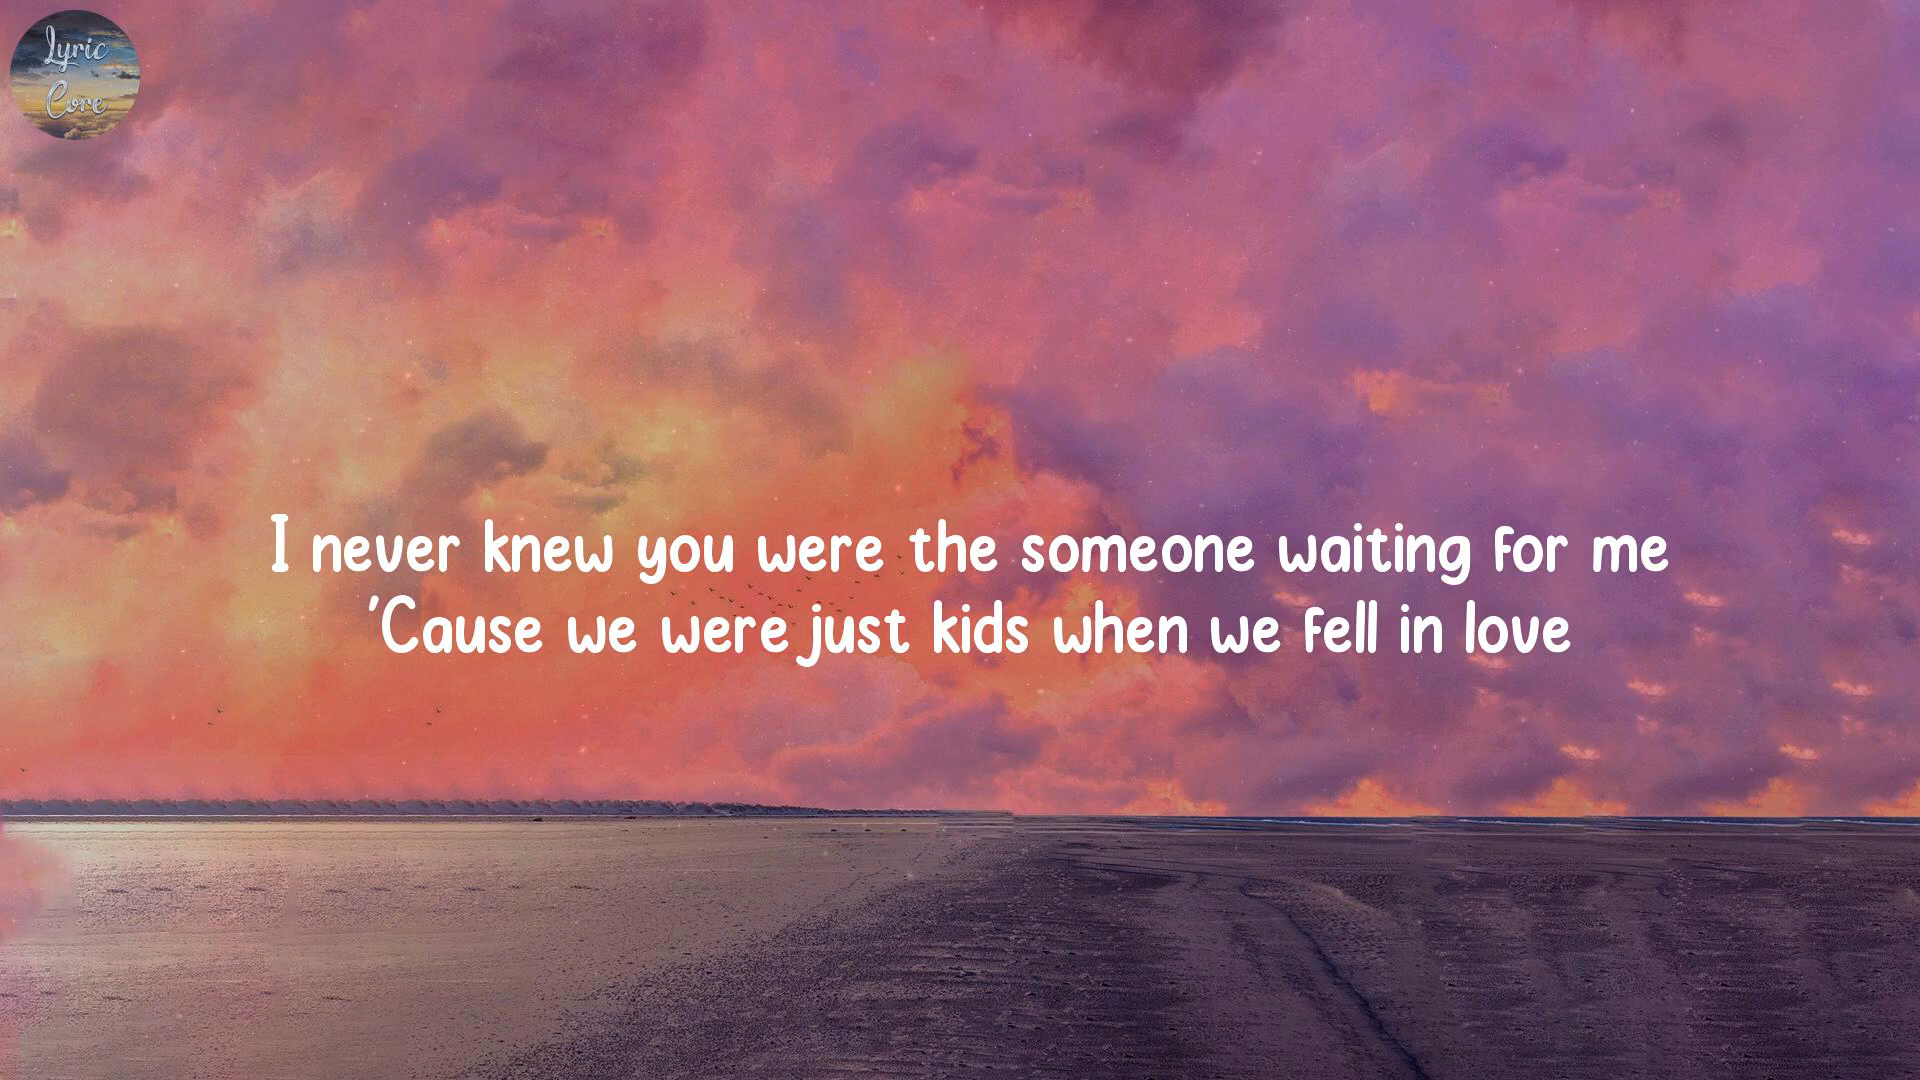 Lyric
Core
I never knew you were the someone waiting for me
'Cause we were just kids when we fell in love